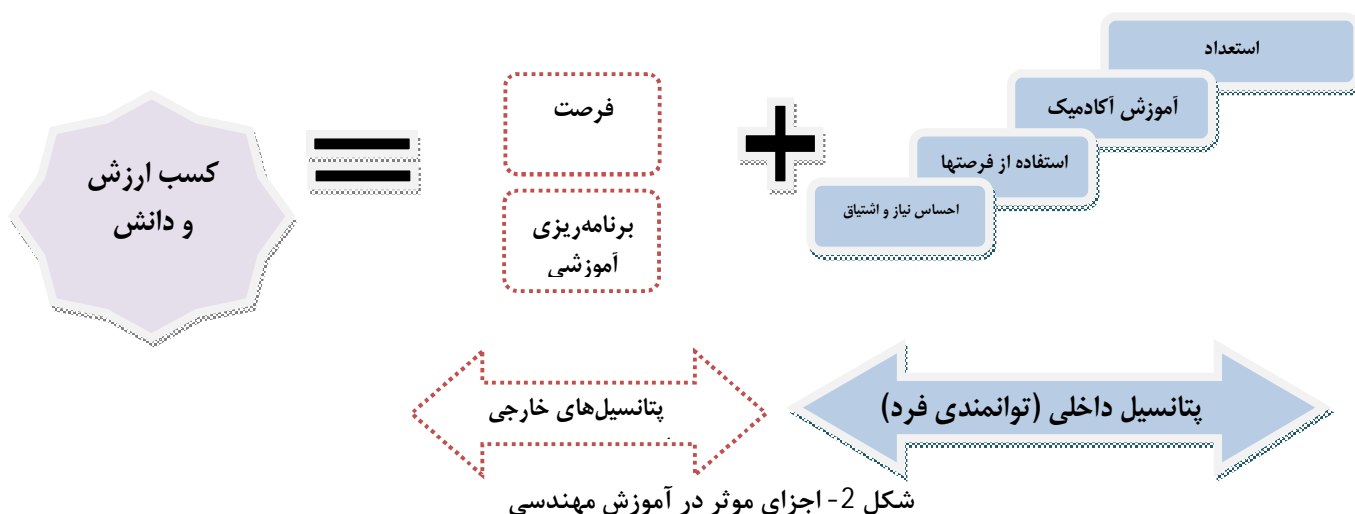 استعداد
آموزش آکادمیک
استفاده از فرصتها
احساس نیاز و اشتیاق
فرصت
برنامه‌ریزی
آموزشی
کسب ارزش
و دانش
پتانسیل داخلی (توانمندی فرد)
پتانسیل‌های خارجی
شکل 2- اجزای موثر در آموزش مهندسی